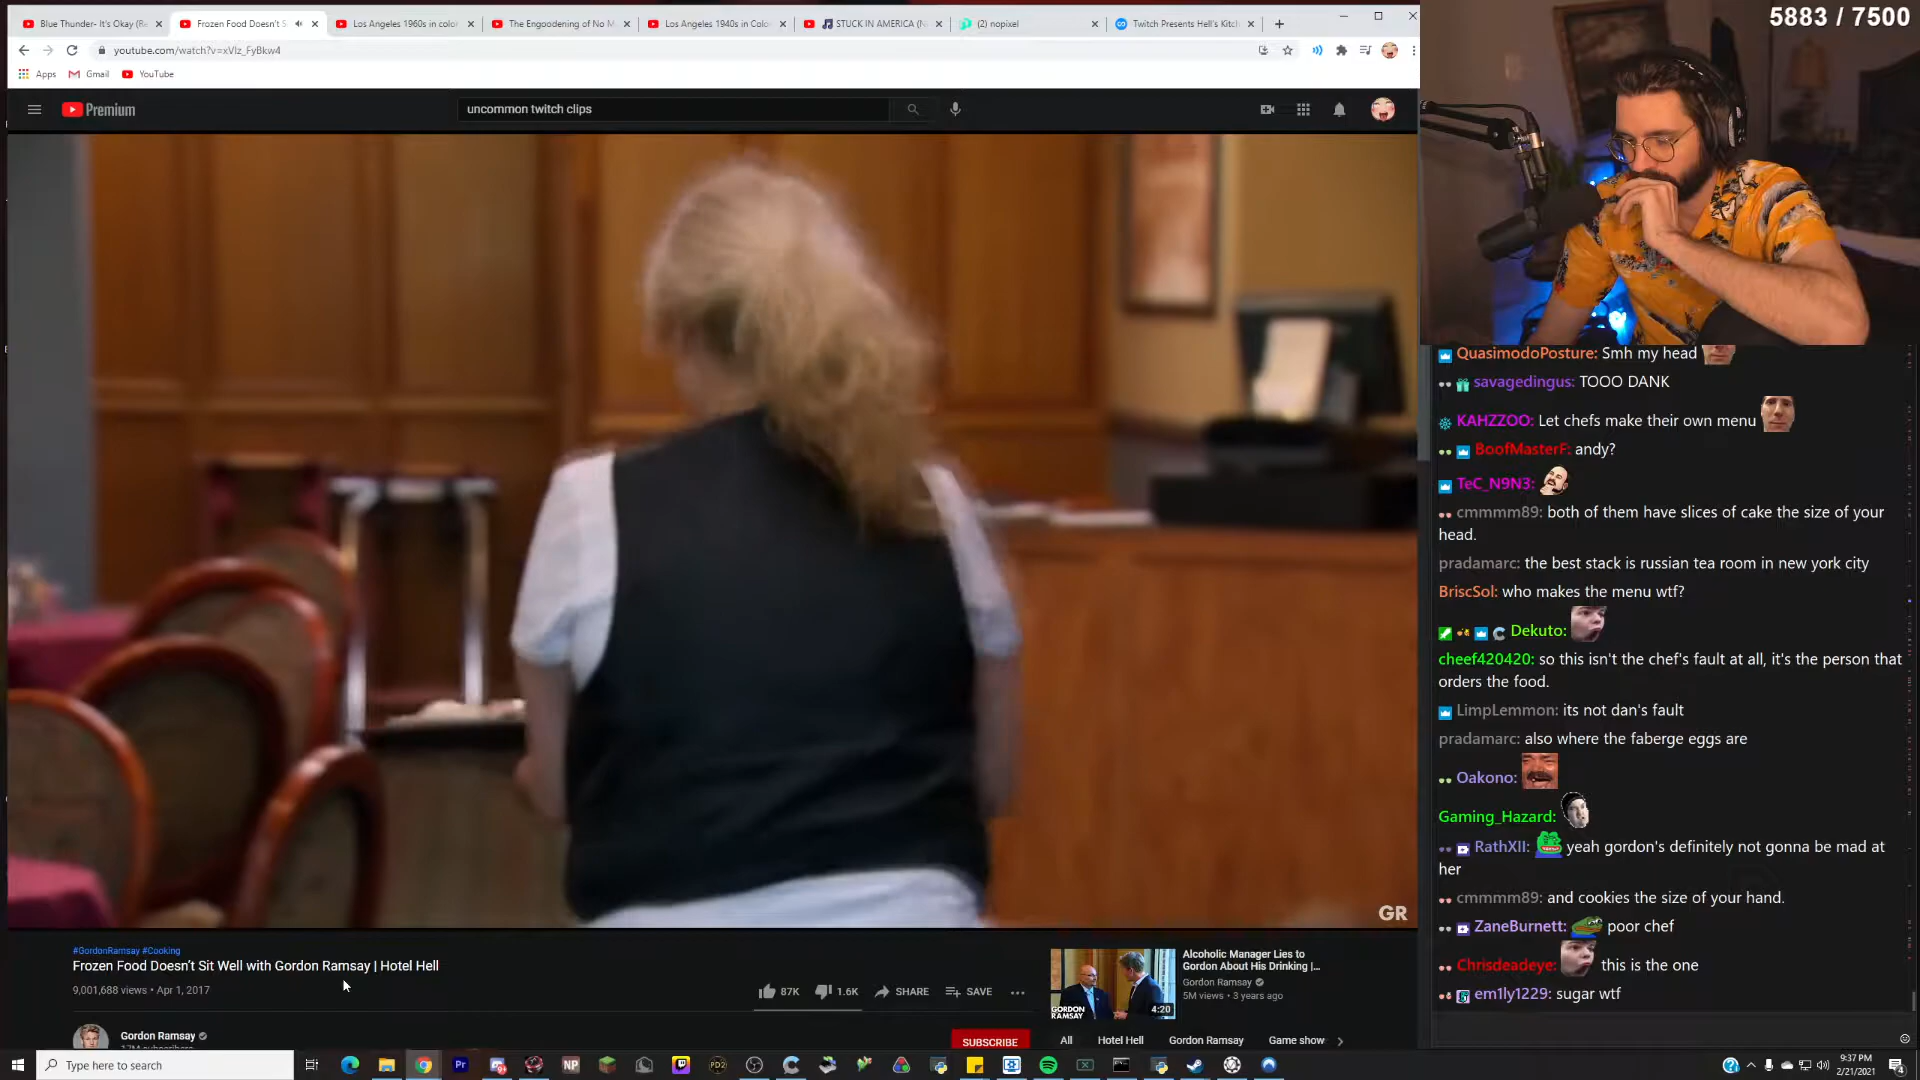 Blue Thunder- It's Okay (Re
Frozen Food Doesn't S
Los Angeles 1960s in color
The Engoodening of No M
Los Angeles 1940s in Colo
STUCK IN AMERICA (N
(2) nopixel
Twitch Presents Hell's Kitch
5883 / 7500
youtube.com/watch?v=xVlz_FyBkw4
Apps
Gmail
YouTube
Premium
uncommon twitch clips
QuasimodoPosture: Smh my head
savagedingus: TOOO DANK
KAHZZOO: Let chefs make their own menu
BoofMasterF: andy?
TeC_N9N3:
cmmmm89: both of them have slices of cake the size of your
head.
pradamarc: the best stack is russian tea room in new york city
BriscSol: who makes the menu wtf?
Dekuto:
cheef420420: so this isn't the chef's fault at all, it's the person that
orders the food.
LimpLemmon: its not dan's fault
pradamarc: also where the faberge eggs are
Oakono:
Gaming_Hazard:
RathXII: yeah gordon's definitely not gonna be mad at
her
cmmmm89: and cookies the size of your hand.
ZaneBurnett: poor chef
Chrisdeadeye: this is the one
em1ly1229: sugar wtf
GR
#GordonRamsay #Cooking
Frozen Food Doesn't Sit Well with Gordon Ramsay | Hotel Hell
9,001,688 views • Apr 1, 2017
87K
1.6K
SHARE
SAVE
Gordon Ramsay
SUBSCRIBE
GORDON
RAMSAY
4:20
Alcoholic Manager Lies to
Gordon About His Drinking |...
Gordon Ramsay
5M views • 3 years ago
All
Hotel Hell
Gordon Ramsay
Game show
Type here to search
Pr
NP
PD2
9:37 PM
2/21/2021